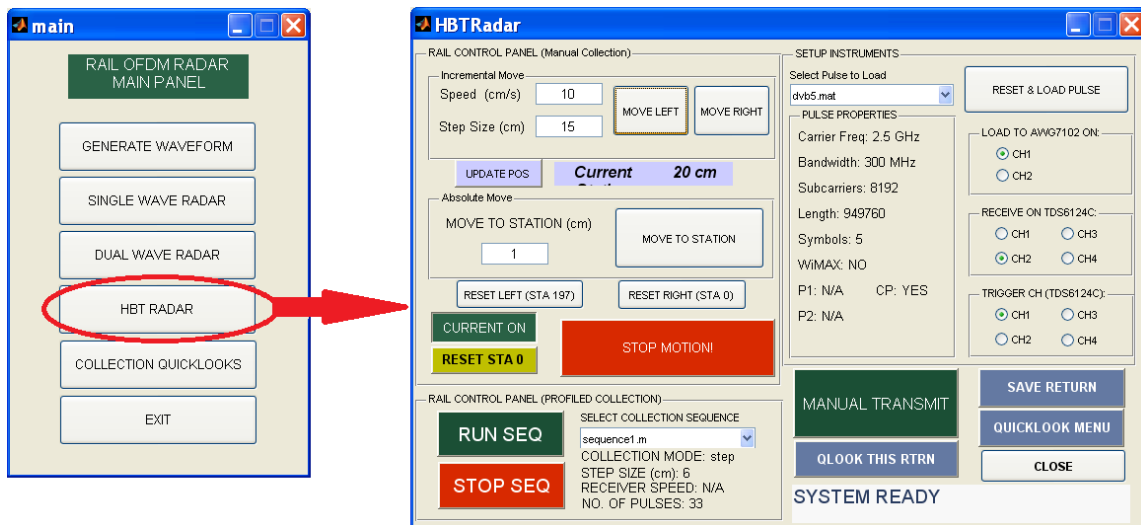 main
RAIL OFDM RADAR
MAIN PANEL
GENERATE WAVEFORM
SINGLE WAVE RADAR
DUAL WAVE RADAR
HBT RADAR
COLLECTION QUICKLOOKS
EXIT
HBTRadar
RAIL CONTROL PANEL (Manual Collection)
Incremental Move
Speed (cm/s) 10
Step Size (cm) 15
MOVE LEFT
MOVE RIGHT
UPDATE POS
Current 20 cm
Absolute Move
MOVE TO STATION (cm)
1
MOVE TO STATION
RESET LEFT (STA 197)
RESET RIGHT (STA 0)
CURRENT ON
RESET STA 0
STOP MOTION!
RAIL CONTROL PANEL (PROFILED COLLECTION)
RUN SEQ
STOP SEQ
SELECT COLLECTION SEQUENCE
sequence1.m
COLLECTION MODE: step
STEP SIZE (cm): 6
RECEIVER SPEED: N/A
NO. OF PULSES: 33
SETUP INSTRUMENTS
Select Pulse to Load
dvb5.mat
RESET & LOAD PULSE
PULSE PROPERTIES
Carrier Freq: 2.5 GHz
Bandwidth: 300 MHz
Subcarriers: 8192
Length: 949760
Symbols: 5
WiMAX: NO
P1: N/A CP: YES
P2: N/A
LOAD TO AWG7102 ON:
CH1
CH2
RECEIVE ON TDS6124C:
CH1 CH3
CH2 CH4
TRIGGER CH (TDS6124C):
CH1 CH3
CH2 CH4
MANUAL TRANSMIT
QLOOK THIS RTRN
SAVE RETURN
QUICKLOOK MENU
CLOSE
SYSTEM READY